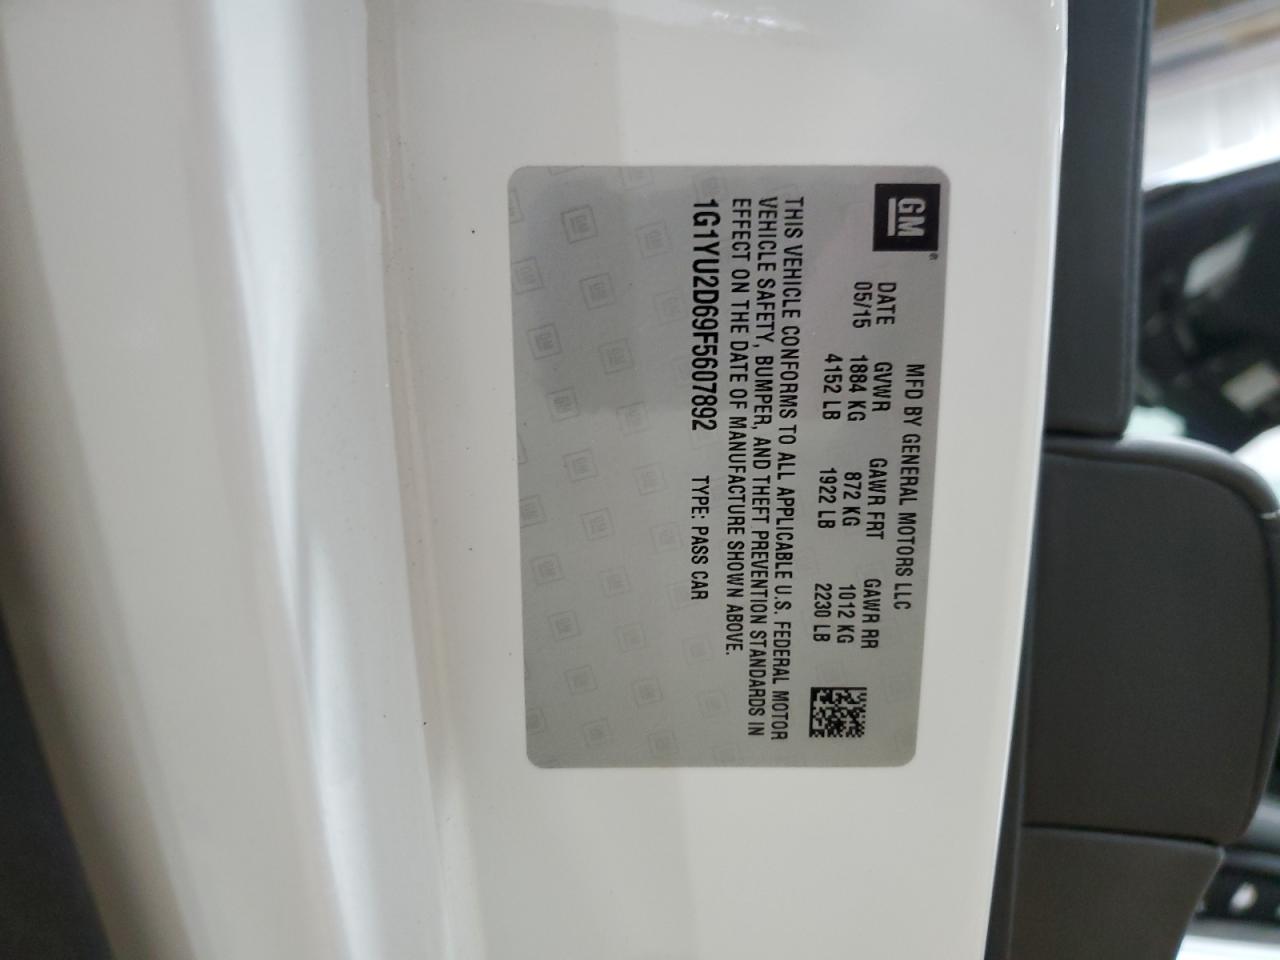 GM®
MFD BY GENERAL MOTORS LLC
DATE GVWR GAWR FRT GAWR RR
05/15 1884 KG 872 KG 1012 KG
4152 LB 1922 LB 2230 LB
THIS VEHICLE CONFORMS TO ALL APPLICABLE U.S. FEDERAL MOTOR
VEHICLE SAFETY, BUMPER, AND THEFT PREVENTION STANDARDS IN
EFFECT ON THE DATE OF MANUFACTURE SHOWN ABOVE.
1G1YU2D69F5607892 TYPE: PASS CAR